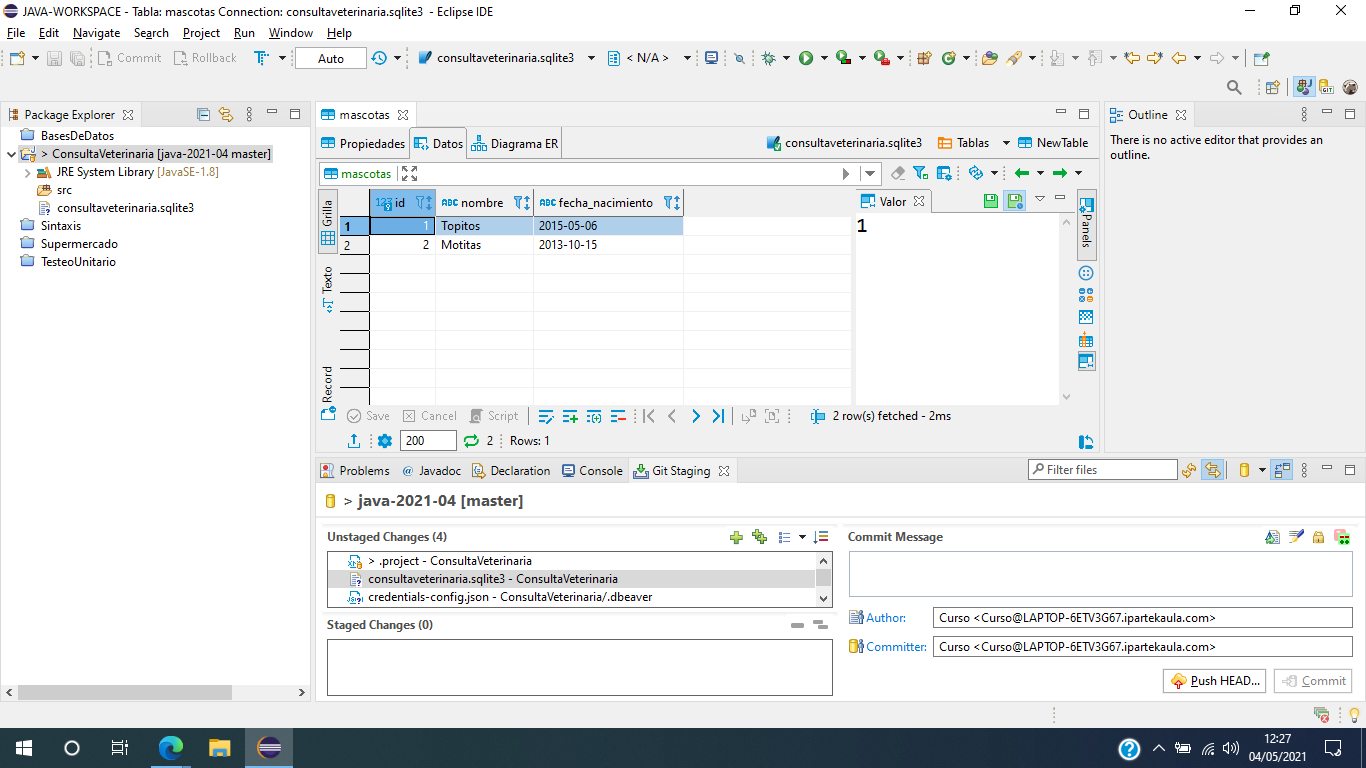 JAVA-WORKSPACE - Tabla: mascotas Connection: consultaveterinaria.sqlite3 - Eclipse IDE
File Edit Navigate Search Project Run Window Help
Commit Rollback Auto consultaveterinaria.sqlite3 < N/A >
Package Explorer
BasesDeDatos
> ConsultaVeterinaria [java-2021-04 master]
JRE System Library [JavaSE-1.8]
src
consultaveterinaria.sqlite3
Sintaxis
Supermercado
TesteoUnitario
mascotas
Propiedades Datos Diagrama ER consultaveterinaria.sqlite3 Tablas NewTable
mascotas
Grilla
Texto
Record
123 id ABC nombre ABC fecha_nacimiento
1 1 Topitos 2015-05-06
2 2 Motitas 2013-10-15
Valor
1
Panels
Save Cancel Script 2 row(s) fetched - 2ms
200 2 Rows: 1
Outline
There is no active editor that provides an
outline.
Problems @ Javadoc Declaration Console Git Staging Filter files
> java-2021-04 [master]
Unstaged Changes (4)
> .project - ConsultaVeterinaria
consultaveterinaria.sqlite3 - ConsultaVeterinaria
credentials-config.json - ConsultaVeterinaria/.dbeaver
Staged Changes (0)
Commit Message
Author: Curso <Curso@LAPTOP-6ETV3G67.ipartekaula.com>
Committer: Curso <Curso@LAPTOP-6ETV3G67.ipartekaula.com>
Push HEAD... Commit
12:27
04/05/2021